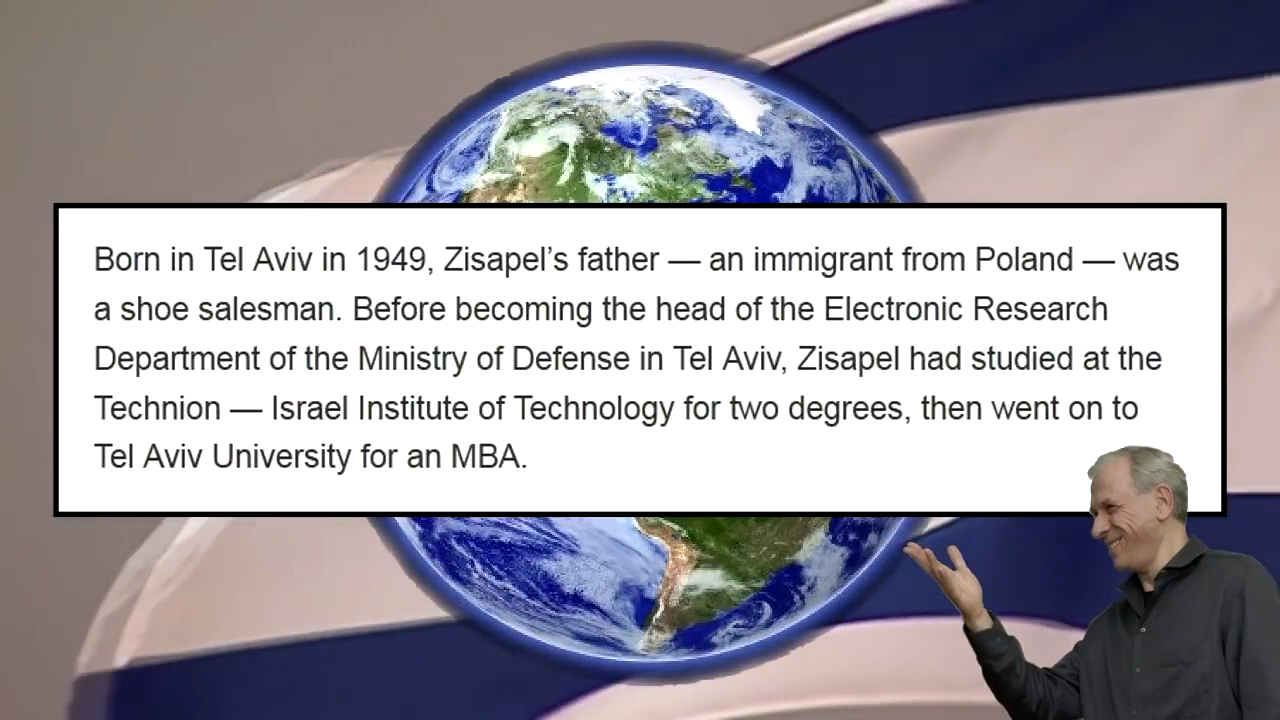 Born in Tel Aviv in 1949, Zisapel’s father — an immigrant from Poland — was
a shoe salesman. Before becoming the head of the Electronic Research
Department of the Ministry of Defense in Tel Aviv, Zisapel had studied at the
Technion — Israel Institute of Technology for two degrees, then went on to
Tel Aviv University for an MBA.